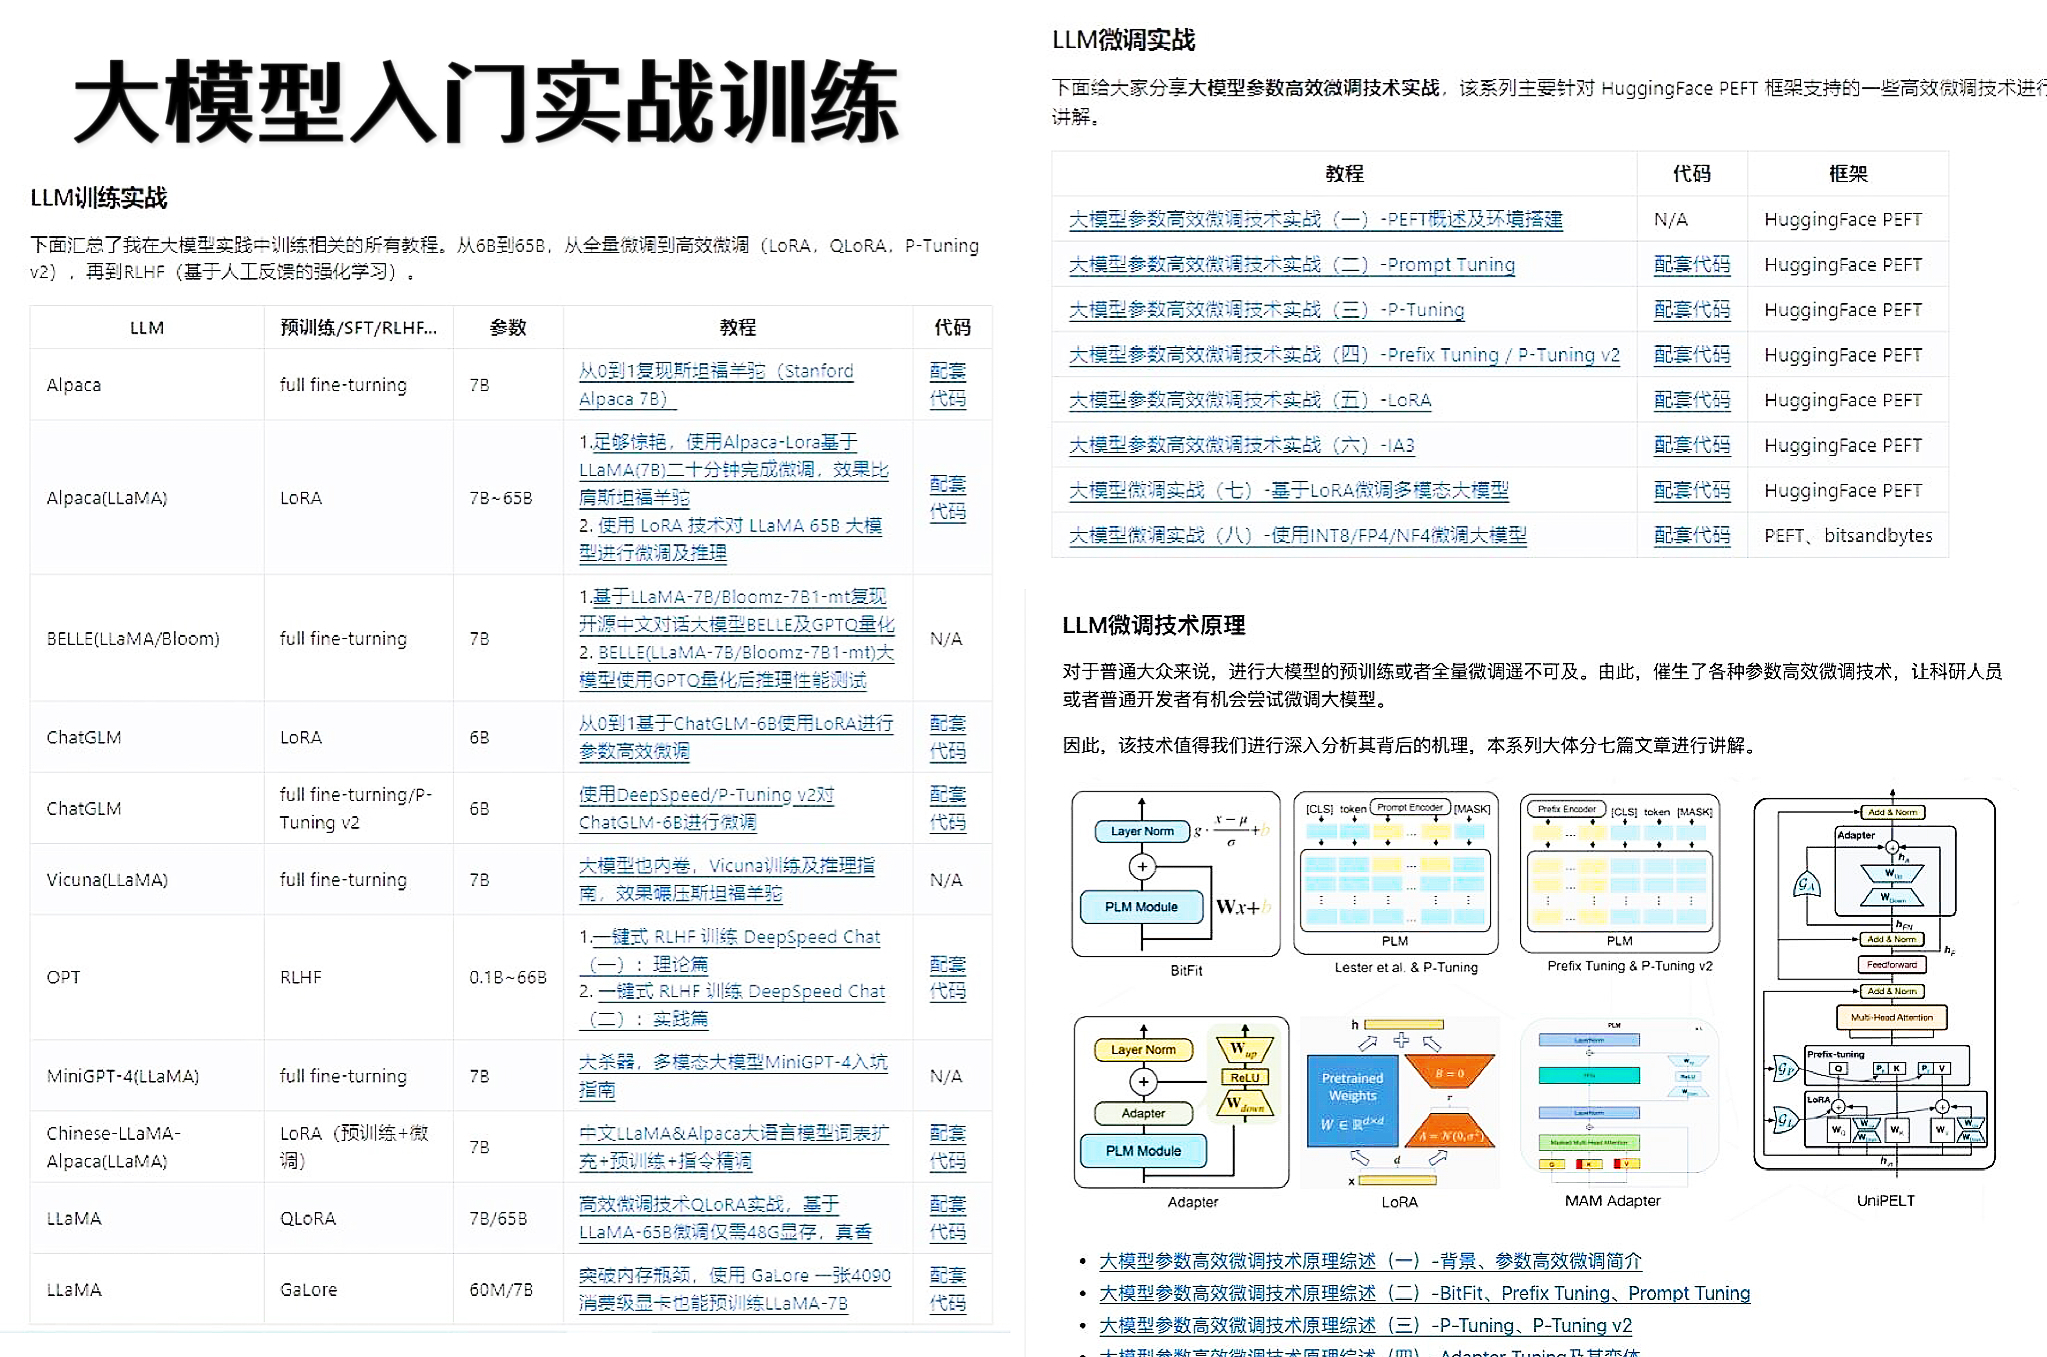 大模型入门实战训练
LLM训练实战
下面汇总了我在大模型实践中训练相关的所有教程。从6B到65B，从全量微调到高效微调（LoRA，QLoRA，P-Tuning
v2），再到RLHF（基于人工反馈的强化学习）。
LLM 预训练/SFT/RLHF... 参数 教程 代码
Alpaca full fine-turning 7B 从0到1复现斯坦福羊驼（Stanford
Alpaca 7B） 配套
代码
Alpaca(LLaMA) LoRA 7B~65B 1.足够惊艳，使用Alpaca-Lora基于
LLaMA(7B)二十分钟完成微调，效果比
肩斯坦福羊驼
2. 使用 LoRA 技术对 LLaMA 65B 大模
型进行微调及推理 配套
代码
BELLE(LLaMA/Bloom) full fine-turning 7B 1.基于LLaMA-7B/Bloomz-7B1-mt复现
开源中文对话大模型BELLE及GPTQ量化
2. BELLE(LLaMA-7B/Bloomz-7B1-mt)大
模型使用GPTQ量化后推理性能测试 N/A
ChatGLM LoRA 6B 从0到1基于ChatGLM-6B使用LoRA进行
参数高效微调 配套
代码
ChatGLM full fine-turning/P-
Tuning v2 6B 使用DeepSpeed/P-Tuning v2对
ChatGLM-6B进行微调 配套
代码
Vicuna(LLaMA) full fine-turning 7B 大模型也内卷，Vicuna训练及推理指
南，效果碾压斯坦福羊驼 N/A
OPT RLHF 0.1B~66B 1.一键式 RLHF 训练 DeepSpeed Chat
（一）：理论篇
2. 一键式 RLHF 训练 DeepSpeed Chat
（二）：实践篇 配套
代码
MiniGPT-4(LLaMA) full fine-turning 7B 大杀器，多模态大模型MiniGPT-4入坑
指南 N/A
Chinese-LLaMA-
Alpaca(LLaMA) LoRA（预训练+微
调） 7B 中文LLaMA&Alpaca大语言模型词表扩
充+预训练+指令精调 配套
代码
LLaMA QLoRA 7B/65B 高效微调技术QLoRA实战，基于
LLaMA-65B微调仅需48G显存，真香 配套
代码
LLaMA GaLore 60M/7B 突破内存瓶颈，使用 GaLore 一张4090
消费级显卡也能预训练LLaMA-7B 配套
代码
LLM微调实战
下面给大家分享大模型参数高效微调技术实战，该系列主要针对 HuggingFace PEFT 框架支持的一些高效微调技术进行
讲解。
教程 代码 框架
大模型参数高效微调技术实战（一）-PEFT概述及环境搭建 N/A HuggingFace PEFT
大模型参数高效微调技术实战（二）-Prompt Tuning 配套代码 HuggingFace PEFT
大模型参数高效微调技术实战（三）-P-Tuning 配套代码 HuggingFace PEFT
大模型参数高效微调技术实战（四）-Prefix Tuning / P-Tuning v2 配套代码 HuggingFace PEFT
大模型参数高效微调技术实战（五）-LoRA 配套代码 HuggingFace PEFT
大模型参数高效微调技术实战（六）-IA3 配套代码 HuggingFace PEFT
大模型微调实战（七）-基于LoRA微调多模态大模型 配套代码 HuggingFace PEFT
大模型微调实战（八）-使用INT8/FP4/NF4微调大模型 配套代码 PEFT、bitsandbytes
LLM微调技术原理
对于普通大众来说，进行大模型的预训练或者全量微调遥不可及。由此，催生了各种参数高效微调技术，让科研人员
或者普通开发者有机会尝试微调大模型。
因此，该技术值得我们进行深入分析其背后的机理，本系列大体分七篇文章进行讲解。
Layer Norm g · (x − μ)/σ + b
+
PLM Module Wx+b
BitFit
[CLS] token Prompt Encoder [MASK]
PLM
Lester et al. & P-Tuning
Prefix Encoder [CLS] token [MASK]
PLM
Prefix Tuning & P-Tuning v2
Add & Norm
Adapter
h_A
W_Up
G_A
W_Down
h_FN
Add & Norm
h_F
Feedforward
Add & Norm
Multi-Head Attention
Prefix-tuning
G_P Q P_k K P_v V
LoRA
G_L W_Q W_K
UniPELT
Layer Norm W_up
+ ReLU
Adapter W_down
PLM Module
Adapter
h
Pretrained
Weights
W ∈ ℝ^d×d
B = 0
r
A = N(0, σ²)
d
x
LoRA
PLM
LayerNorm
W_up
ReLU
LayerNorm
Masked Multi-Head Attention
Q K V
MAM Adapter
• 大模型参数高效微调技术原理综述（一）-背景、参数高效微调简介
• 大模型参数高效微调技术原理综述（二）-BitFit、Prefix Tuning、Prompt Tuning
• 大模型参数高效微调技术原理综述（三）-P-Tuning、P-Tuning v2
• 大模型参数高效微调技术原理综述（四）-Adapter Tuning及其变体